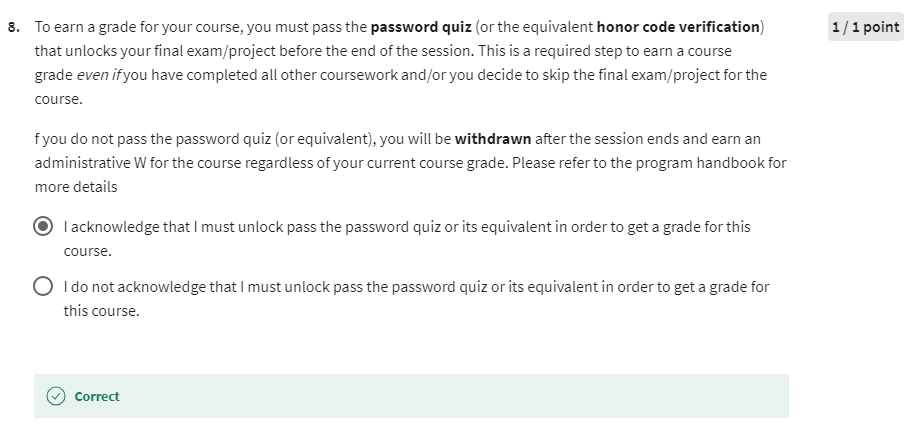 8. To earn a grade for your course, you must pass the password quiz (or the equivalent honor code verification) 1 / 1 point
that unlocks your final exam/project before the end of the session. This is a required step to earn a course
grade even if you have completed all other coursework and/or you decide to skip the final exam/project for the
course.
f you do not pass the password quiz (or equivalent), you will be withdrawn after the session ends and earn an
administrative W for the course regardless of your current course grade. Please refer to the program handbook for
more details
I acknowledge that I must unlock pass the password quiz or its equivalent in order to get a grade for this
course.
I do not acknowledge that I must unlock pass the password quiz or its equivalent in order to get a grade for
this course.
Correct